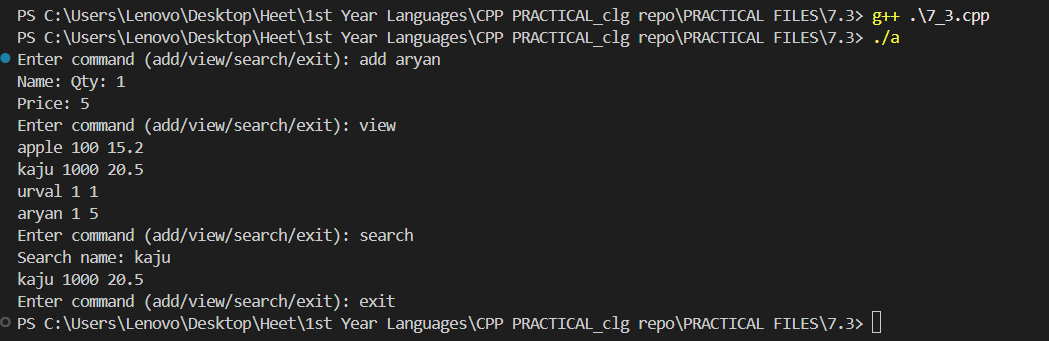 PS C:\Users\Lenovo\Desktop\Heet\1st Year Languages\CPP PRACTICAL_clg repo\PRACTICAL FILES\7.3> g++ .\7_3.cpp
PS C:\Users\Lenovo\Desktop\Heet\1st Year Languages\CPP PRACTICAL_clg repo\PRACTICAL FILES\7.3> ./a
Enter command (add/view/search/exit): add aryan
Name: Qty: 1
Price: 5
Enter command (add/view/search/exit): view
apple 100 15.2
kaju 1000 20.5
urval 1 1
aryan 1 5
Enter command (add/view/search/exit): search
Search name: kaju
kaju 1000 20.5
Enter command (add/view/search/exit): exit
PS C:\Users\Lenovo\Desktop\Heet\1st Year Languages\CPP PRACTICAL_clg repo\PRACTICAL FILES\7.3>